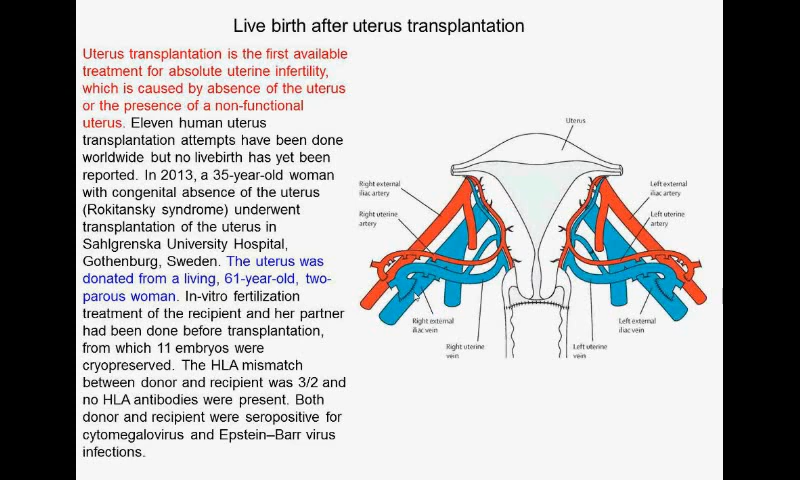 Live birth after uterus transplantation
Uterus transplantation is the first available
treatment for absolute uterine infertility,
which is caused by absence of the uterus
or the presence of a non-functional
uterus. Eleven human uterus
transplantation attempts have been done
worldwide but no livebirth has yet been
reported. In 2013, a 35-year-old woman
with congenital absence of the uterus
(Rokitansky syndrome) underwent
transplantation of the uterus in
Sahlgrenska University Hospital,
Gothenburg, Sweden. The uterus was
donated from a living, 61-year-old, two-
parous woman. In-vitro fertilization
treatment of the recipient and her partner
had been done before transplantation,
from which 11 embryos were
cryopreserved. The HLA mismatch
between donor and recipient was 3/2 and
no HLA antibodies were present. Both
donor and recipient were seropositive for
cytomegalovirus and Epstein–Barr virus
infections.
Uterus
Right external
iliac artery
Left external
iliac artery
Right uterine
artery
Left uterine
artery
Right external
iliac vein
Left external
iliac vein
Right uterine
vein
Left uterine
vein